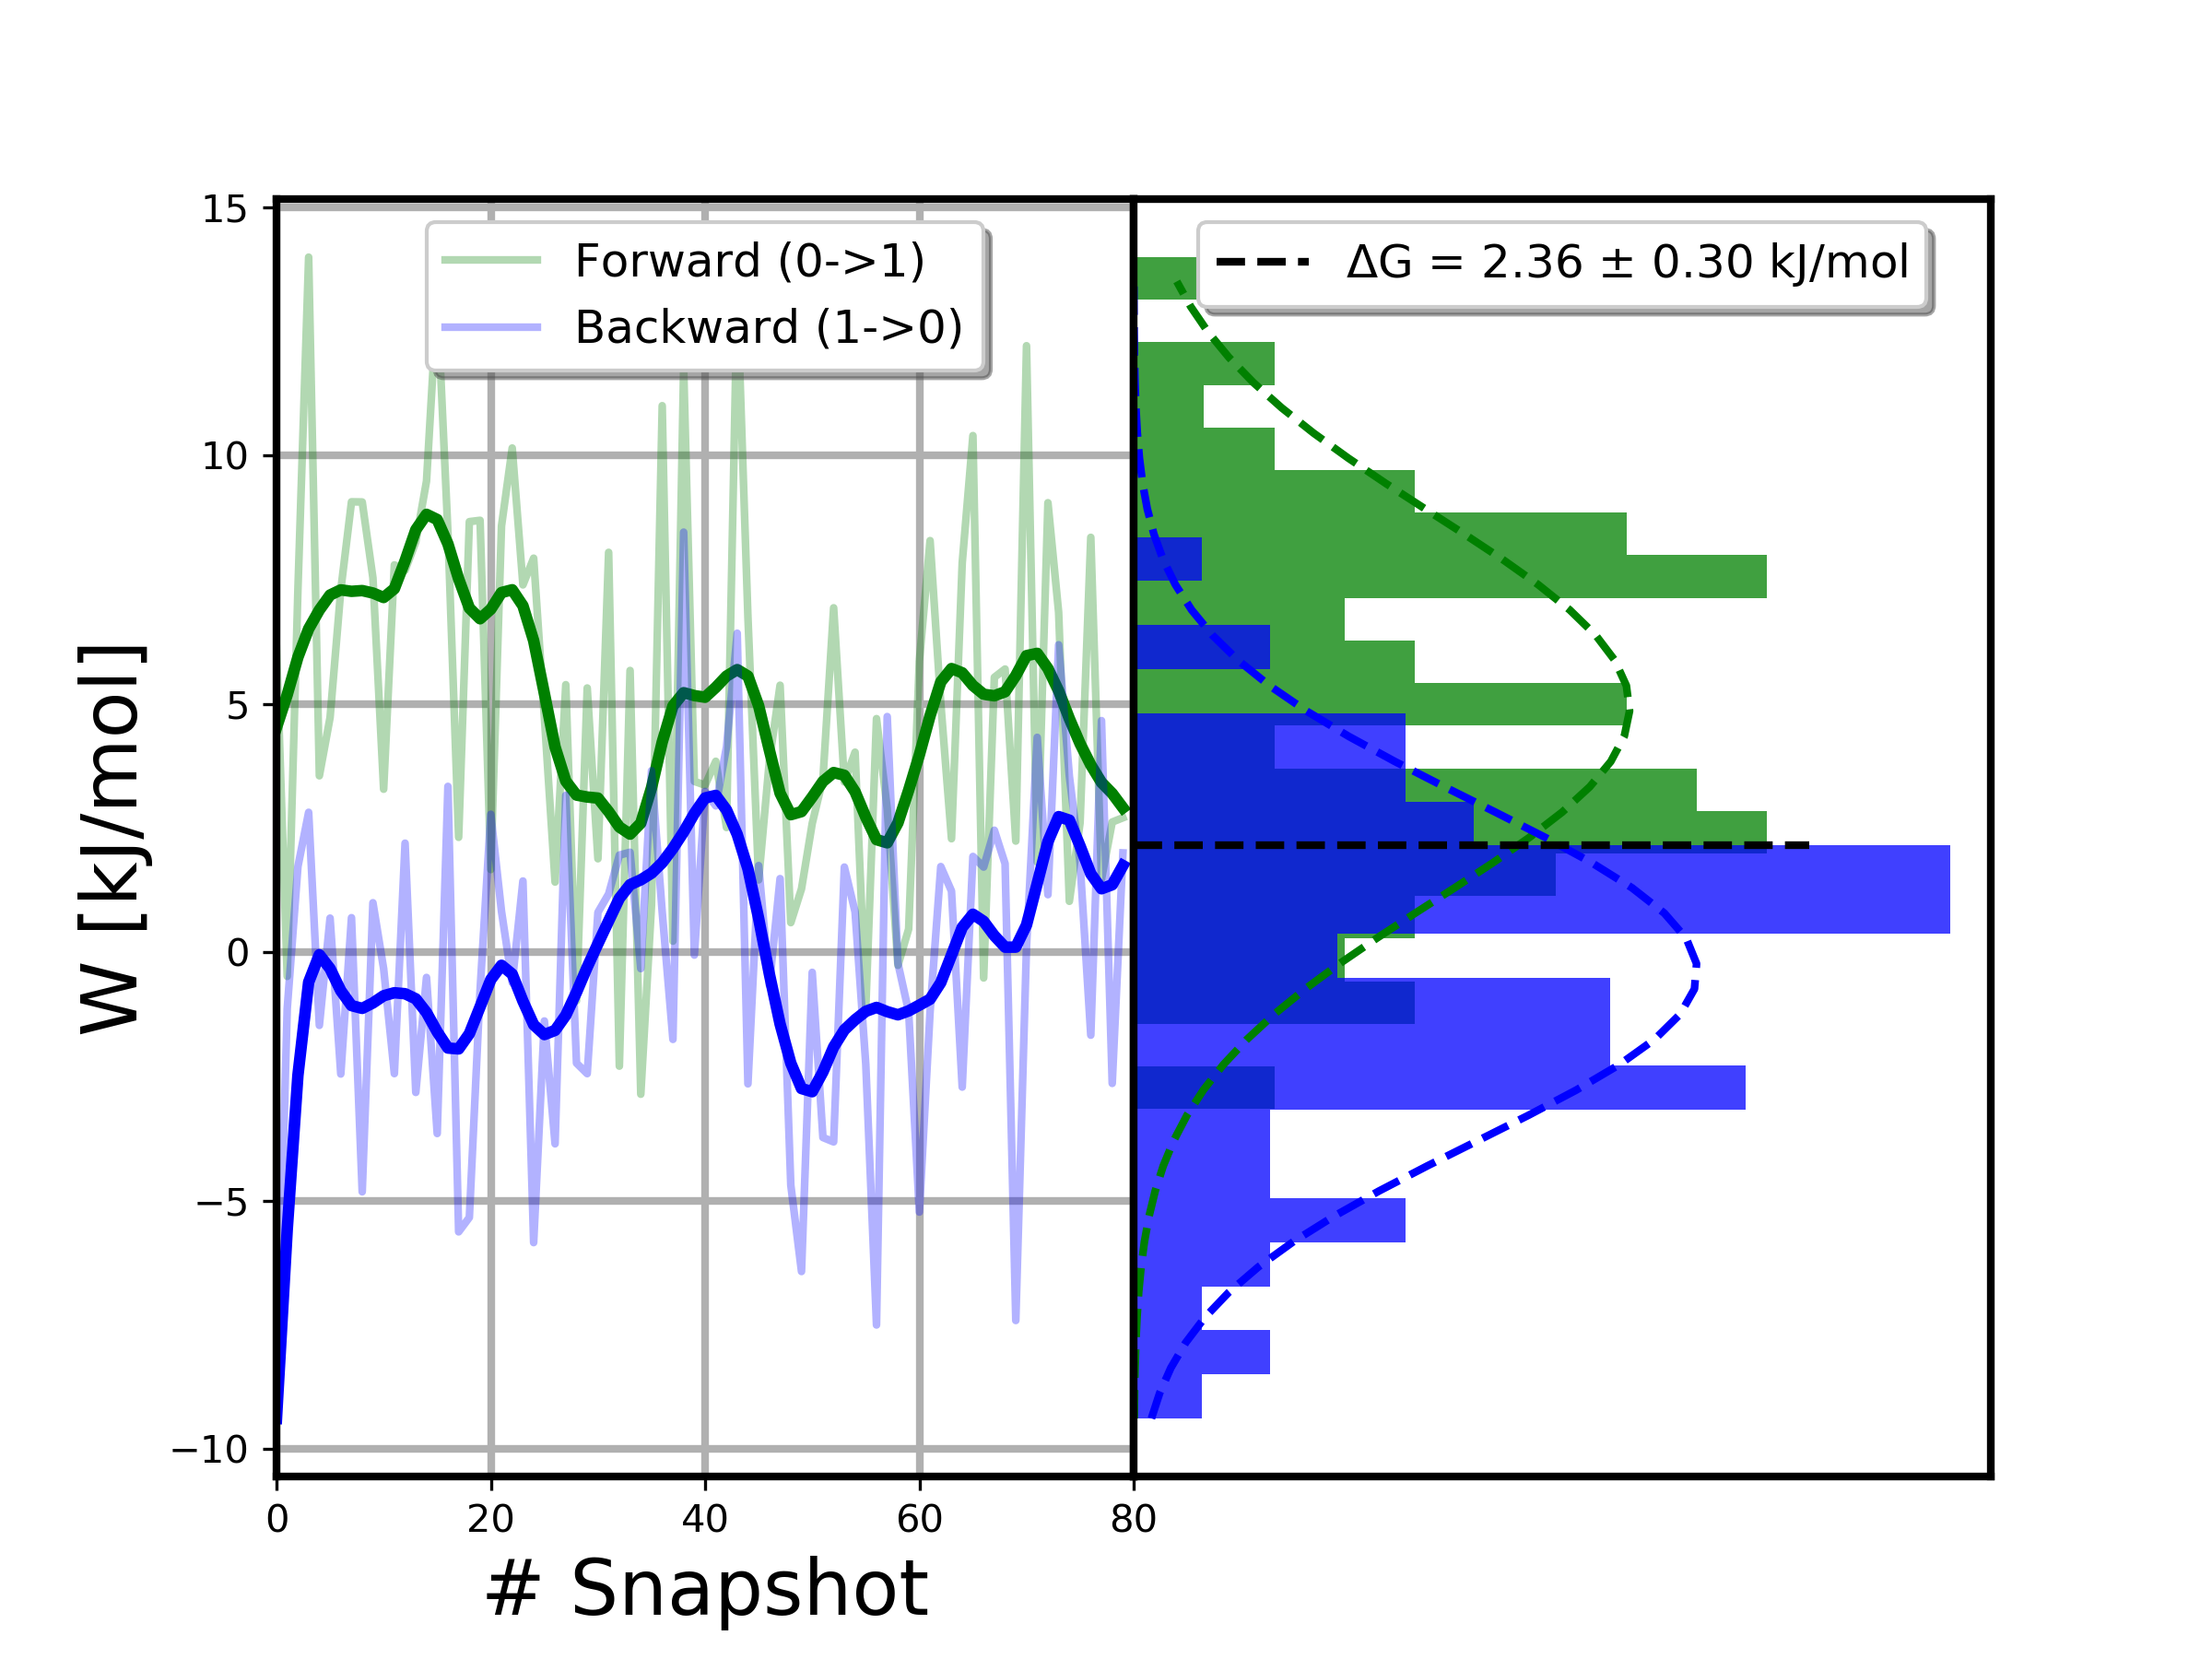 15
10
5
0
−5
−10
W [kJ/mol]
0
20
40
60
80
# Snapshot
Forward (0->1)
Backward (1->0)
ΔG = 2.36 ± 0.30 kJ/mol